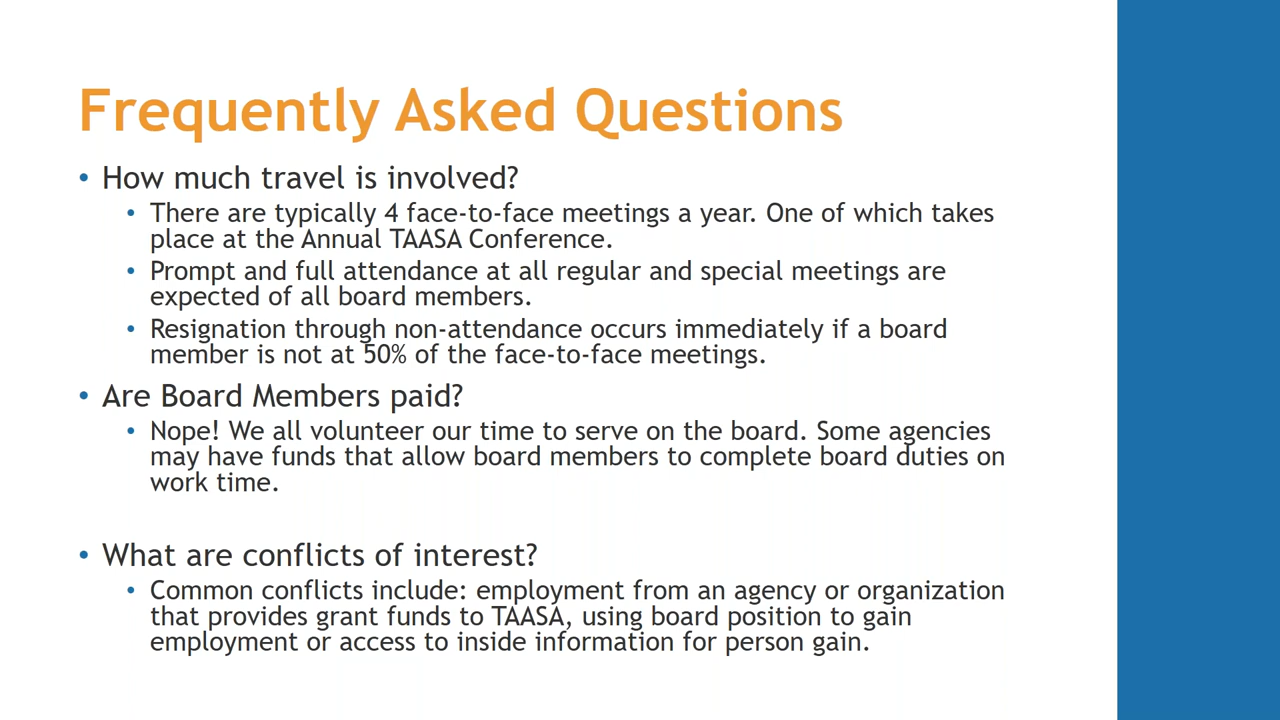 Frequently Asked Questions
• How much travel is involved?
• There are typically 4 face-to-face meetings a year. One of which takes
place at the Annual TAASA Conference.
• Prompt and full attendance at all regular and special meetings are
expected of all board members.
• Resignation through non-attendance occurs immediately if a board
member is not at 50% of the face-to-face meetings.
• Are Board Members paid?
• Nope! We all volunteer our time to serve on the board. Some agencies
may have funds that allow board members to complete board duties on
work time.
• What are conflicts of interest?
• Common conflicts include: employment from an agency or organization
that provides grant funds to TAASA, using board position to gain
employment or access to inside information for person gain.